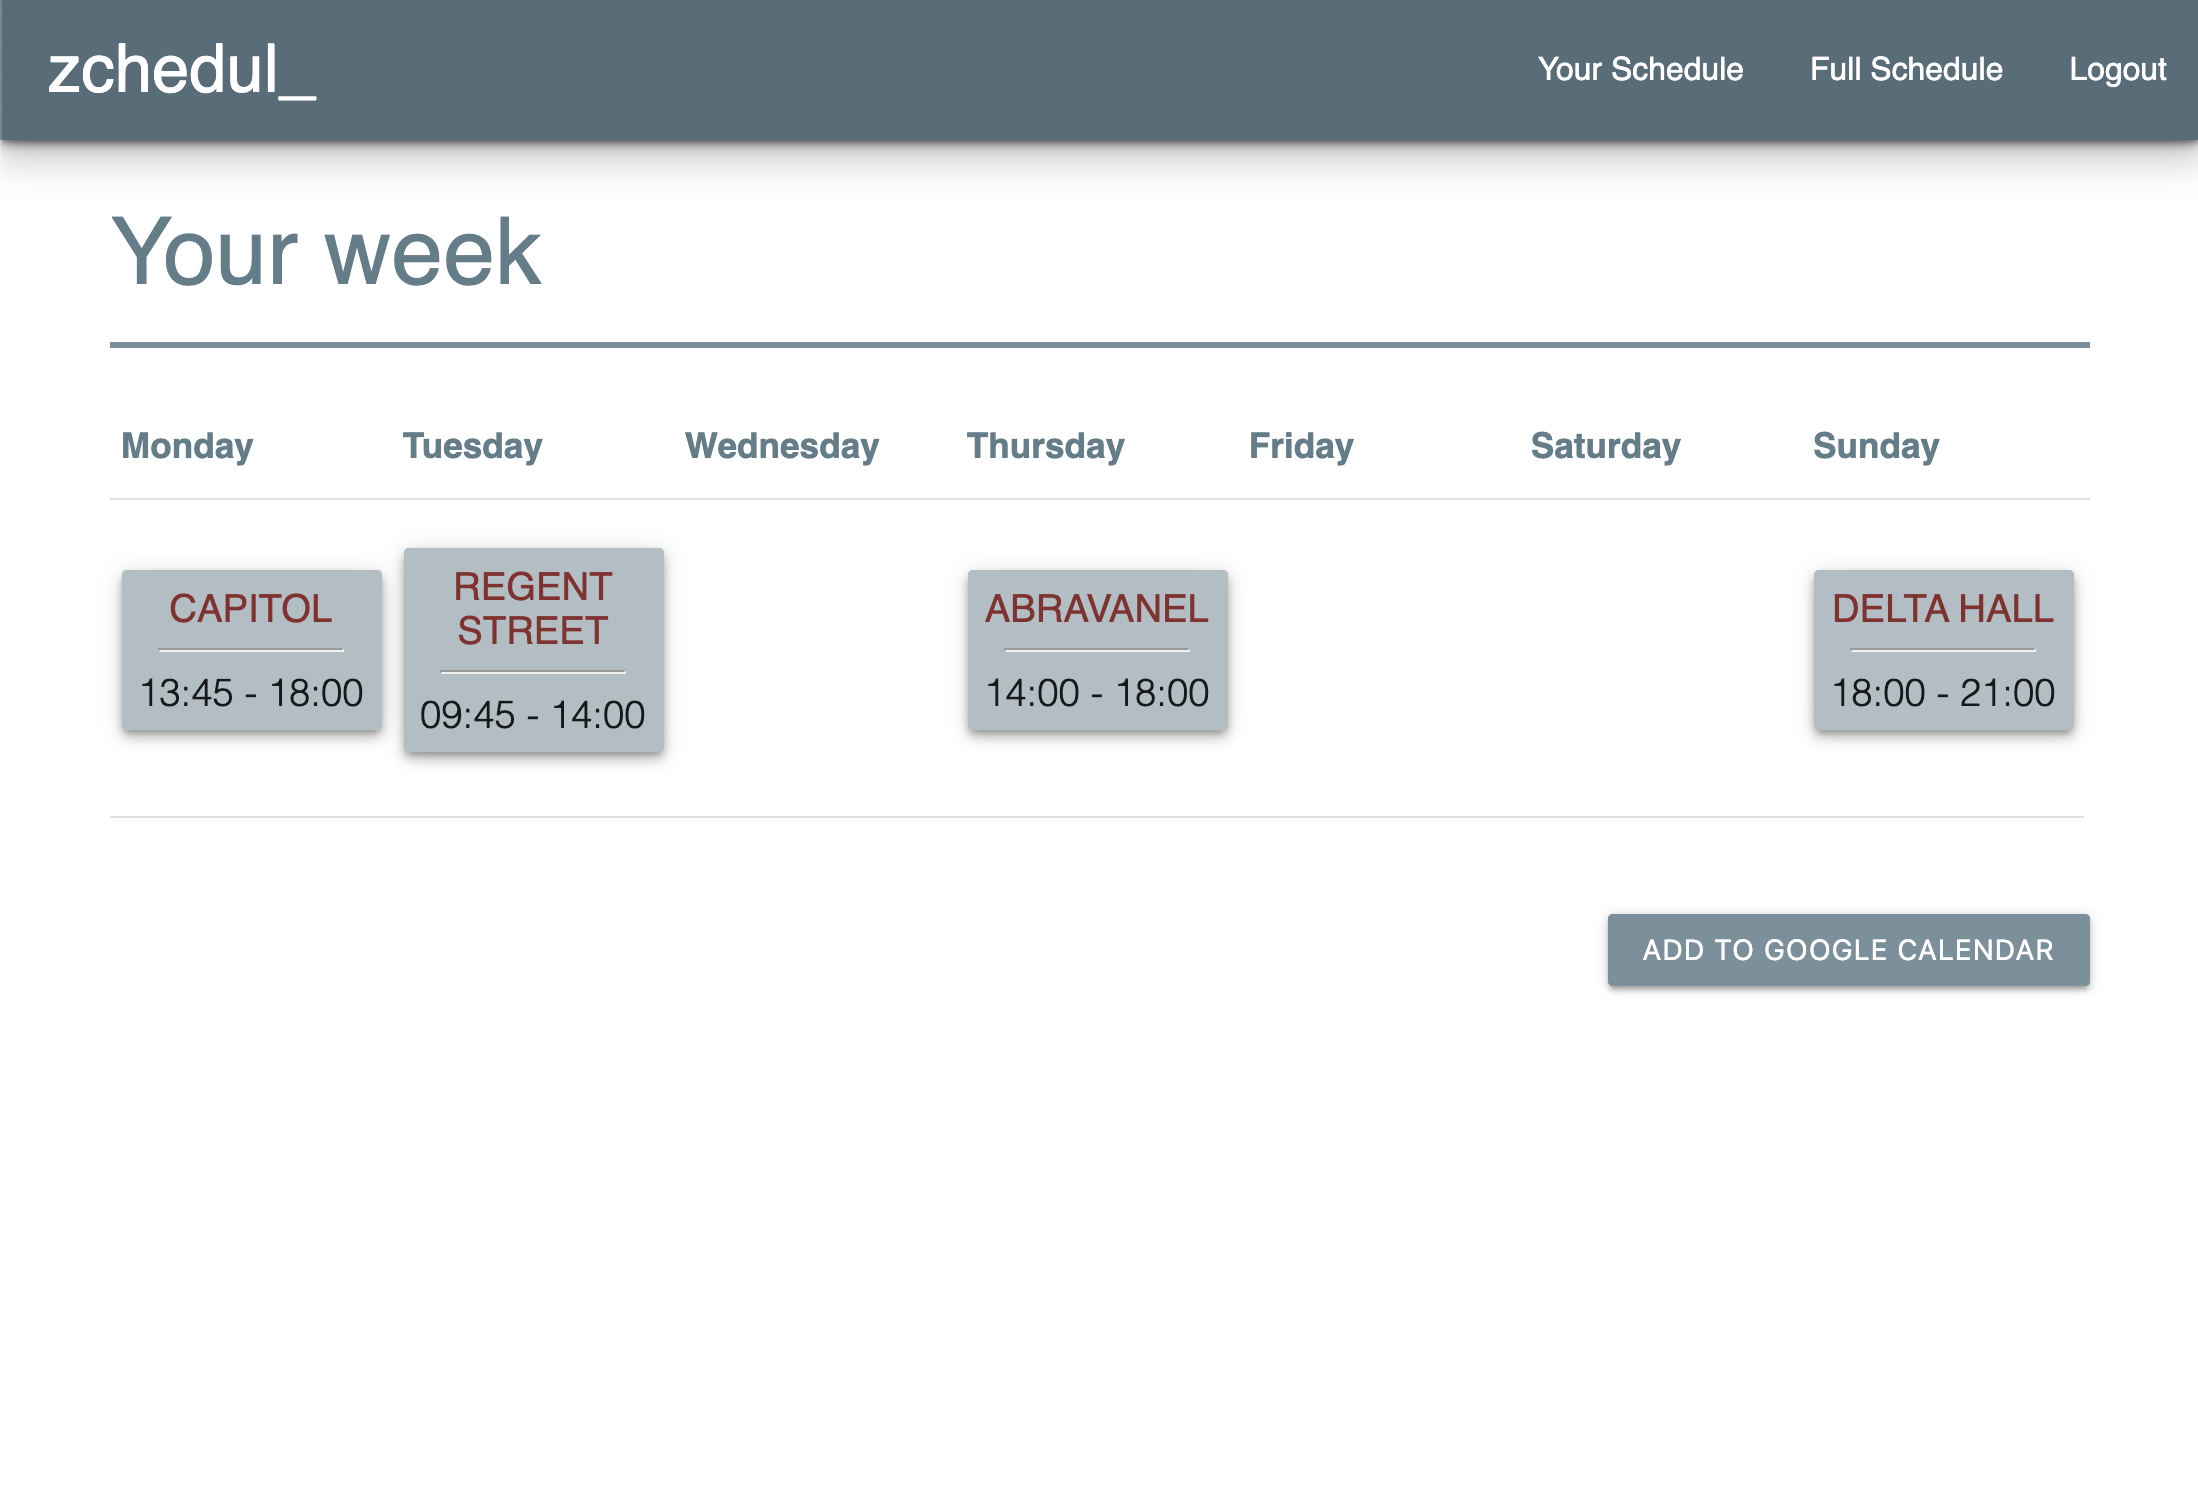 zchedul_
Your Schedule Full Schedule Logout
Your week
Monday Tuesday Wednesday Thursday Friday Saturday Sunday
CAPITOL
13:45 - 18:00
REGENT
STREET
09:45 - 14:00
ABRAVANEL
14:00 - 18:00
DELTA HALL
18:00 - 21:00
ADD TO GOOGLE CALENDAR